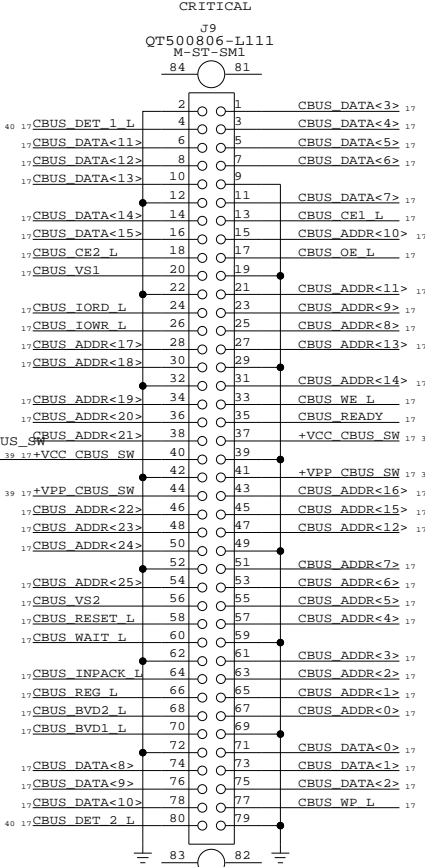 CRITICAL
J9
QT500806-L111
M-ST-SM1
84 81
2 1 CBUS_DATA<3> 17
40 17 CBUS_DET_1_L 4 3 CBUS_DATA<4> 17
17 CBUS_DATA<11> 6 5 CBUS_DATA<5> 17
17 CBUS_DATA<12> 8 7 CBUS_DATA<6> 17
17 CBUS_DATA<13> 10 9
12 11 CBUS_DATA<7> 17
17 CBUS_DATA<14> 14 13 CBUS_CE1_L 17
17 CBUS_DATA<15> 16 15 CBUS_ADDR<10> 17
17 CBUS_CE2_L 18 17 CBUS_OE_L 17
17 CBUS_VS1 20 19
22 21 CBUS_ADDR<11> 17
17 CBUS_IORD_L 24 23 CBUS_ADDR<9> 17
17 CBUS_IOWR_L 26 25 CBUS_ADDR<8> 17
17 CBUS_ADDR<17> 28 27 CBUS_ADDR<13> 17
17 CBUS_ADDR<18> 30 29
32 31 CBUS_ADDR<14> 17
17 CBUS_ADDR<19> 34 33 CBUS_WE_L 17
17 CBUS_ADDR<20> 36 35 CBUS_READY 17
US_SW CBUS_ADDR<21> 38 37 +VCC_CBUS_SW 17 3
39 17 +VCC_CBUS_SW 40 39
42 41 +VPP_CBUS_SW 17 3
39 17 +VPP_CBUS_SW 44 43 CBUS_ADDR<16> 17
17 CBUS_ADDR<22> 46 45 CBUS_ADDR<15> 17
17 CBUS_ADDR<23> 48 47 CBUS_ADDR<12> 17
17 CBUS_ADDR<24> 50 49
52 51 CBUS_ADDR<7> 17
17 CBUS_ADDR<25> 54 53 CBUS_ADDR<6> 17
17 CBUS_VS2 56 55 CBUS_ADDR<5> 17
17 CBUS_RESET_L 58 57 CBUS_ADDR<4> 17
17 CBUS_WAIT_L 60 59
62 61 CBUS_ADDR<3> 17
17 CBUS_INPACK_L 64 63 CBUS_ADDR<2> 17
17 CBUS_REG_L 66 65 CBUS_ADDR<1> 17
17 CBUS_BVD2_L 68 67 CBUS_ADDR<0> 17
17 CBUS_BVD1_L 70 69
72 71 CBUS_DATA<0> 17
17 CBUS_DATA<8> 74 73 CBUS_DATA<1> 17
17 CBUS_DATA<9> 76 75 CBUS_DATA<2> 17
17 CBUS_DATA<10> 78 77 CBUS_WP_L 17
40 17 CBUS_DET_2_L 80 79
83 82